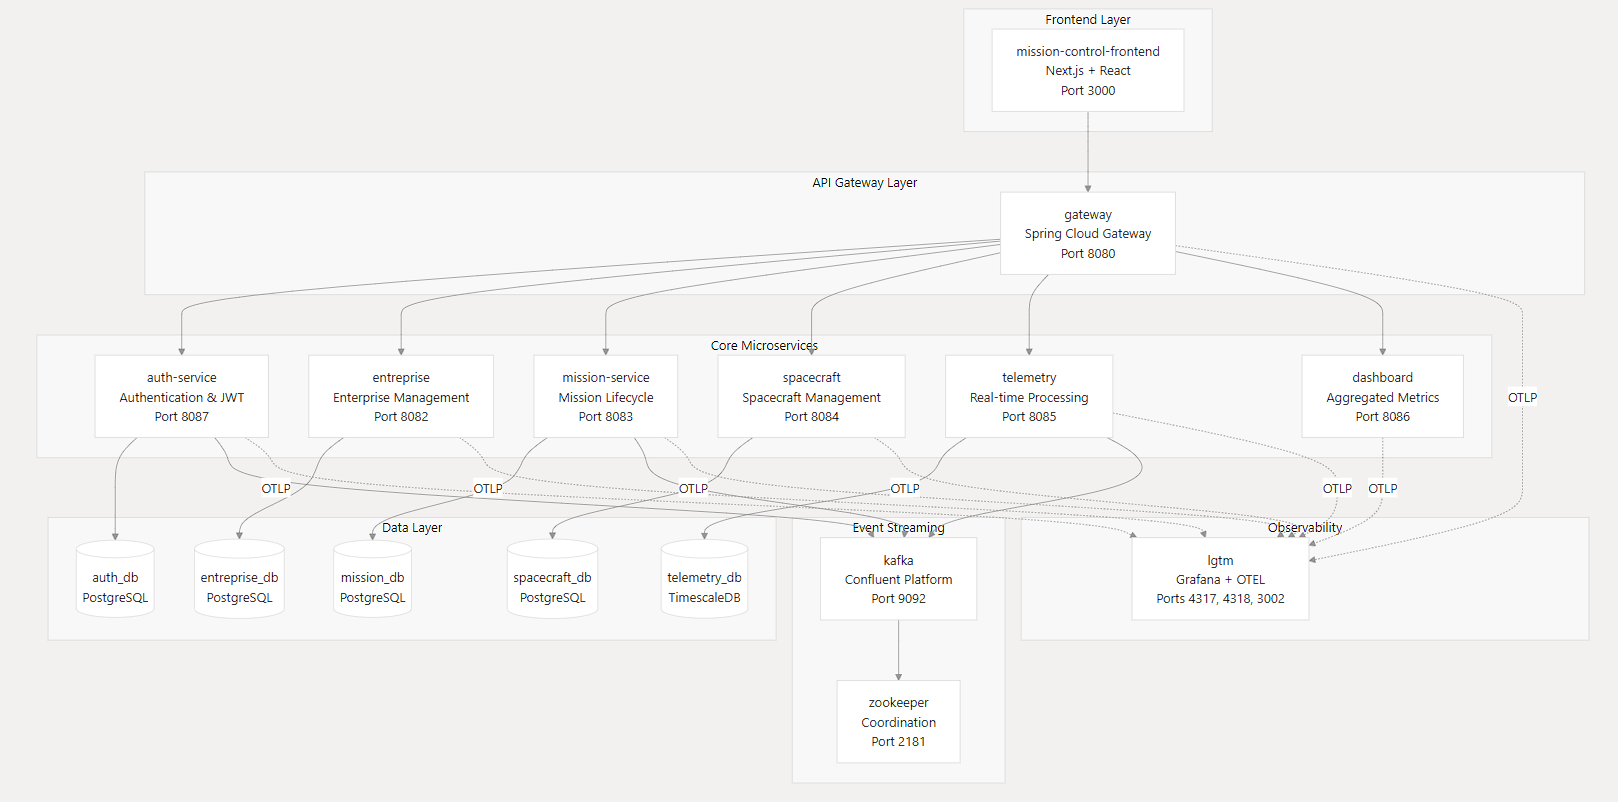 Frontend Layer
mission-control-frontend
Next.js + React
Port 3000
API Gateway Layer
gateway
Spring Cloud Gateway
Port 8080
Core Microservices
auth-service
Authentication & JWT
Port 8087
entreprise
Enterprise Management
Port 8082
mission-service
Mission Lifecycle
Port 8083
spacecraft
Spacecraft Management
Port 8084
telemetry
Real-time Processing
Port 8085
dashboard
Aggregated Metrics
Port 8086
OTLP
OTLP
OTLP
OTLP
OTLP
OTLP
OTLP
Data Layer
auth_db
PostgreSQL
entreprise_db
PostgreSQL
mission_db
PostgreSQL
spacecraft_db
PostgreSQL
telemetry_db
TimescaleDB
Event Streaming
kafka
Confluent Platform
Port 9092
zookeeper
Coordination
Port 2181
Observability
lgtm
Grafana + OTEL
Ports 4317, 4318, 3002